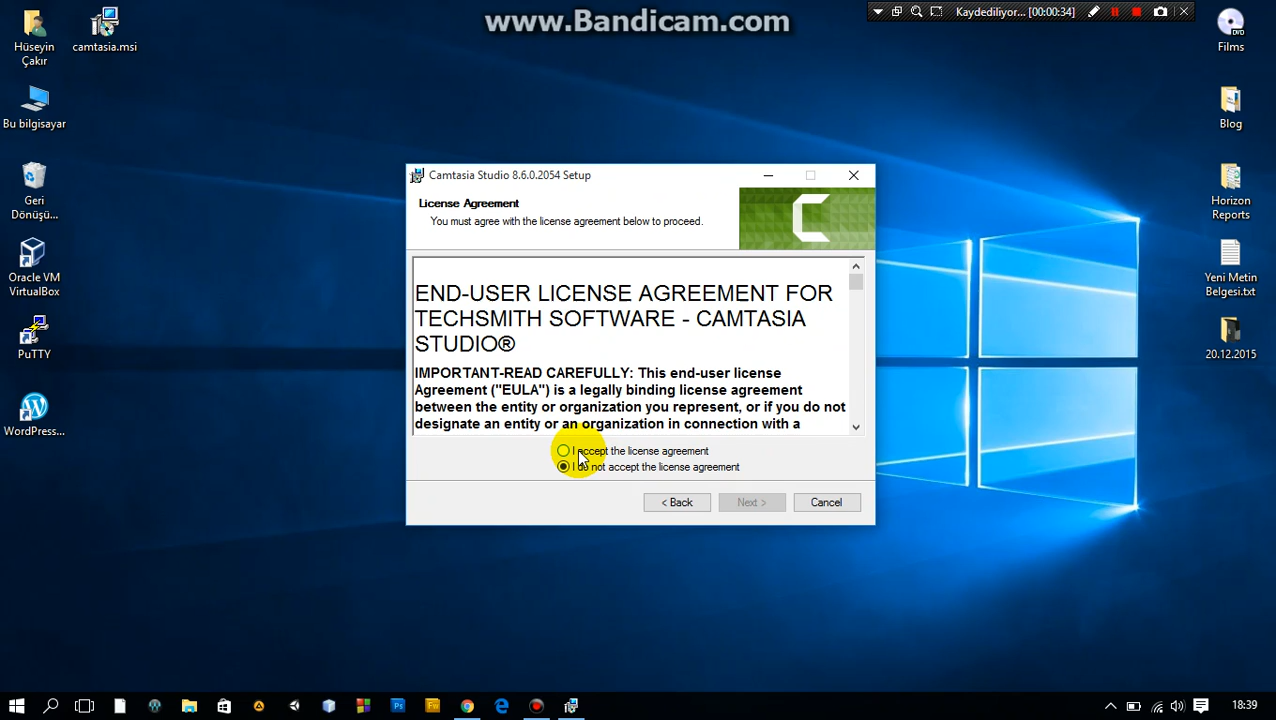 www.Bandicam.com
Kaydediliyor... [00:00:34]
Hüseyin
Çakır
camtasia.msi
Bu bilgisayar
Geri
Dönüşü...
Oracle VM
VirtualBox
PuTTY
WordPress...
Camtasia Studio 8.6.0.2054 Setup
License Agreement
You must agree with the license agreement below to proceed.
END-USER LICENSE AGREEMENT FOR
TECHSMITH SOFTWARE - CAMTASIA
STUDIO®
IMPORTANT-READ CAREFULLY: This end-user license
Agreement ("EULA") is a legally binding license agreement
between the entity or organization you represent, or if you do not
designate an entity or an organization in connection with a
I accept the license agreement
I do not accept the license agreement
< Back
Next >
Cancel
DVD
Films
Blog
Horizon
Reports
Yeni Metin
Belgesi.txt
20.12.2015
Ps
Fw
18:39